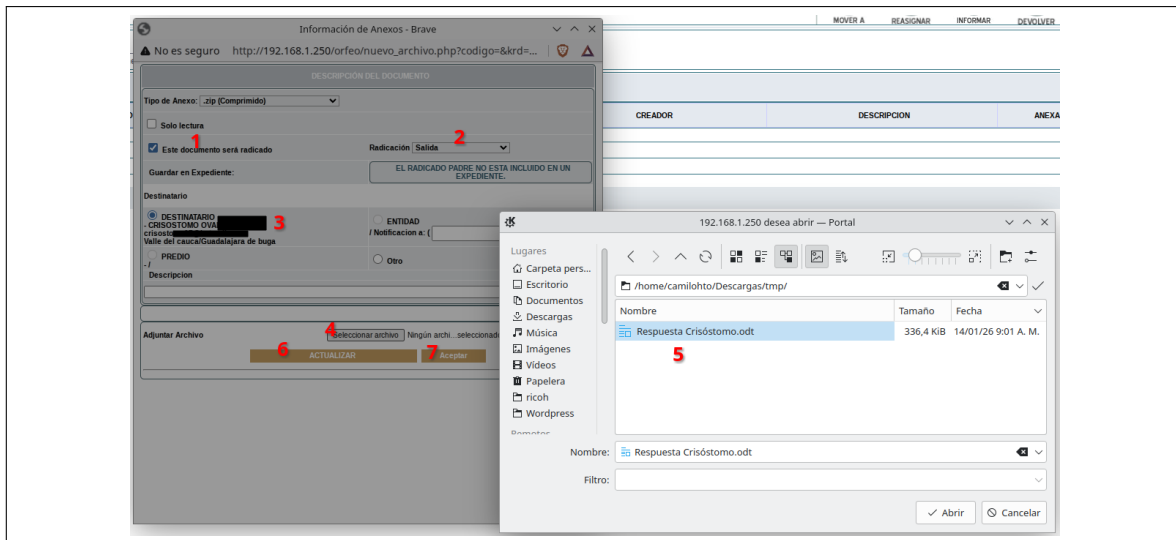 MOVER A REASIGNAR INFORMAR DEVOLVER
Información de Anexos - Brave
No es seguro http://192.168.1.250/orfeo/nuevo_archivo.php?codigo=&krd=...
DESCRIPCIÓN DEL DOCUMENTO
Tipo de Anexo: .zip (Comprimido)
Solo lectura
1
Este documento será radicado
2
Radicación Salida
Guardar en Expediente:
EL RADICADO PADRE NO ESTA INCLUIDO EN UN
EXPEDIENTE.
Destinatario
DESTINATARIO
- CRISOSTOMO OVA
crisosto
Valle del cauca/Guadalajara de buga
3
ENTIDAD
/ Notificacion a: (
PREDIO
- /
Otro
Descripcion
Adjuntar Archivo
4
Seleccionar archivo Ningún archi...seleccionado
6
ACTUALIZAR
7
Aceptar
CREADOR DESCRIPCION ANEXA
192.168.1.250 desea abrir — Portal
Lugares
Carpeta pers...
Escritorio
Documentos
Descargas
Música
Imágenes
Vídeos
Papelera
ricoh
Wordpress
Remotos
/home/camilohto/Descargas/tmp/
Nombre Tamaño Fecha
Respuesta Crisóstomo.odt 336,4 KiB 14/01/26 9:01 A. M.
5
Nombre: Respuesta Crisóstomo.odt
Filtro:
Abrir Cancelar